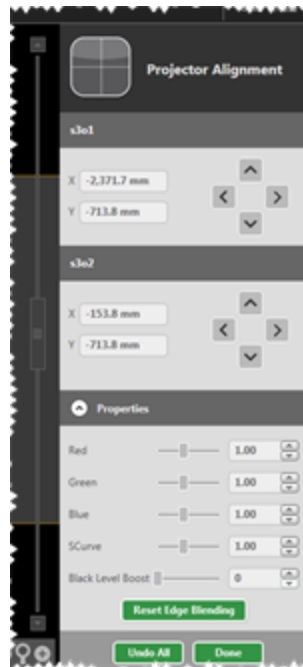 Projector Alignment
s3o1
X -2,371.7 mm
Y -713.8 mm
s3o2
X -153.8 mm
Y -713.8 mm
Properties
Red 1.00
Green 1.00
Blue 1.00
SCurve 1.00
Black Level Boost 0
Reset Edge Blending
Undo All Done